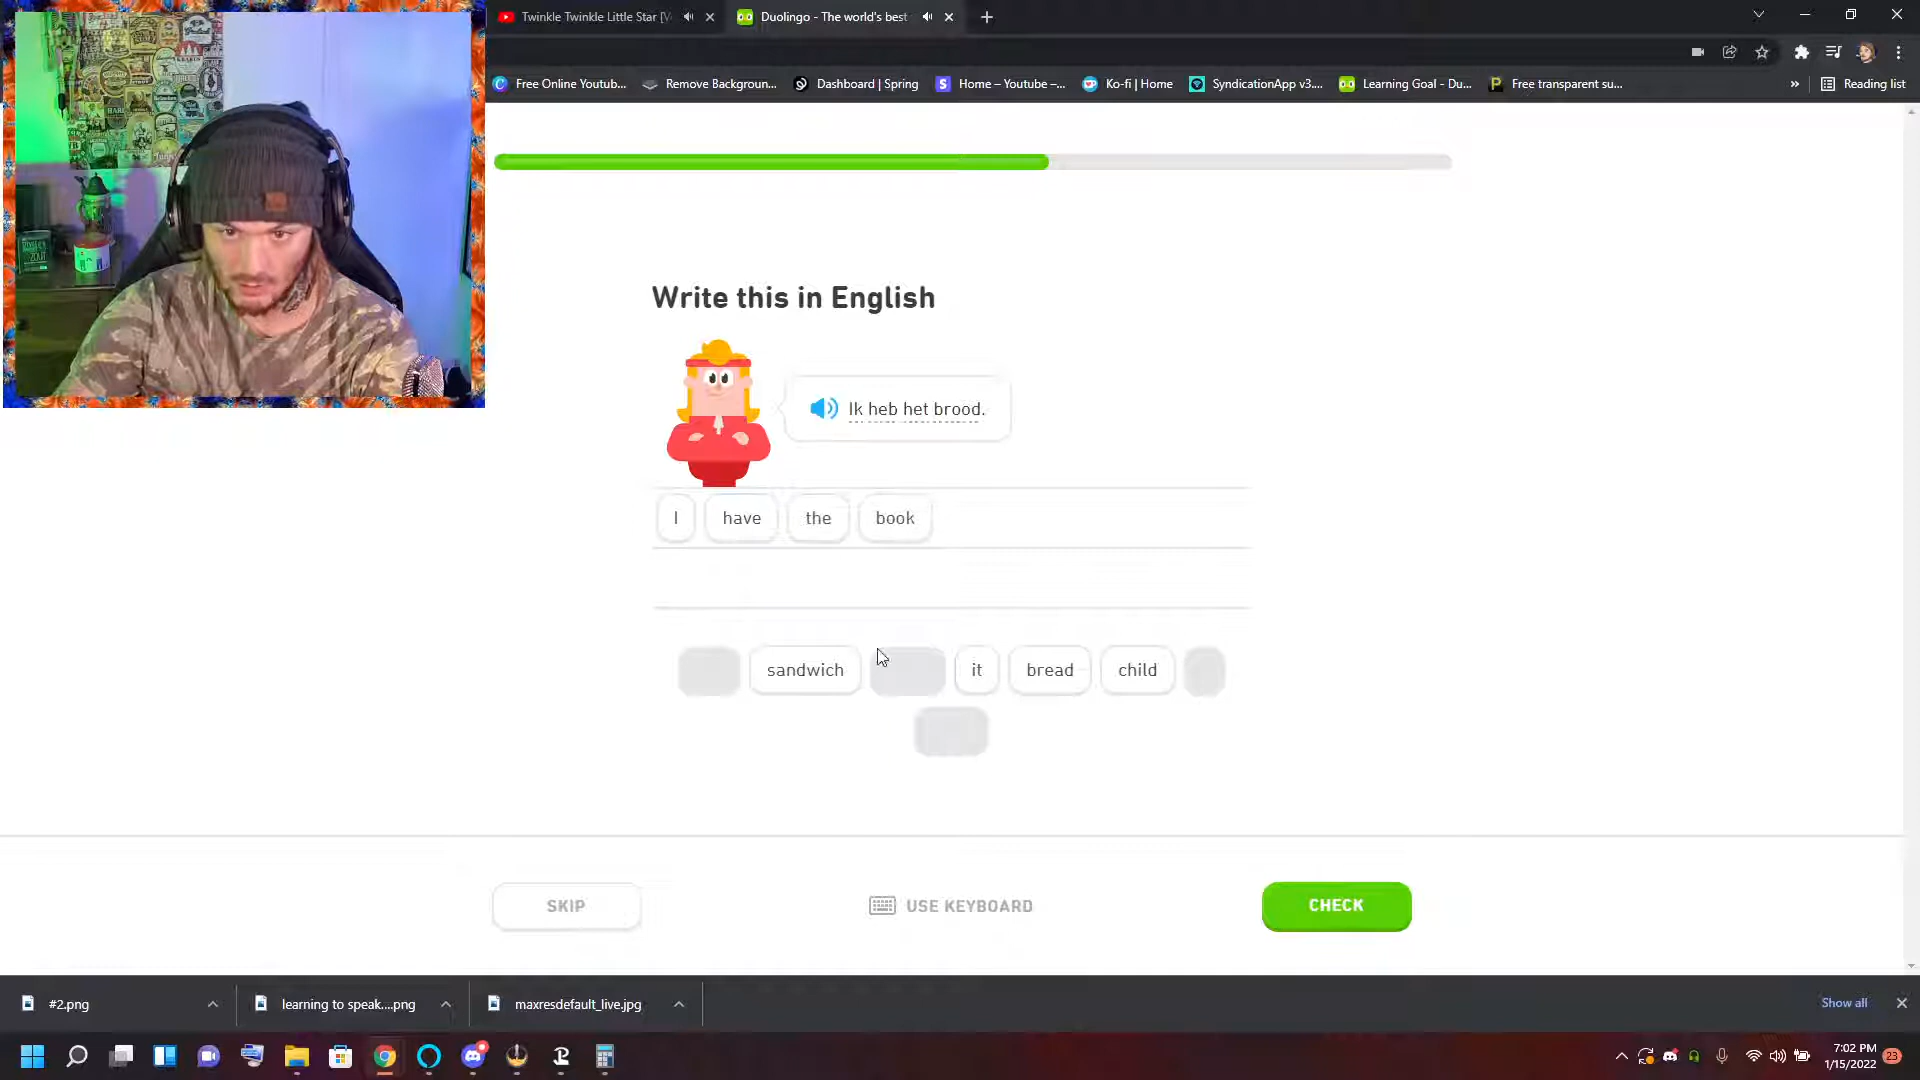 Twinkle Twinkle Little Star [V
Duolingo - The world's best
Free Online Youtub...
Remove Backgroun...
Dashboard | Spring
Home – Youtube –...
Ko-fi | Home
SyndicationApp v3....
Learning Goal - Du...
Free transparent su...
»
Reading list
Write this in English
Ik heb het brood.
I have the book
sandwich it bread child
SKIP
USE KEYBOARD
CHECK
#2.png
learning to speak....png
maxresdefault_live.jpg
Show all
7:02 PM
1/15/2022
23